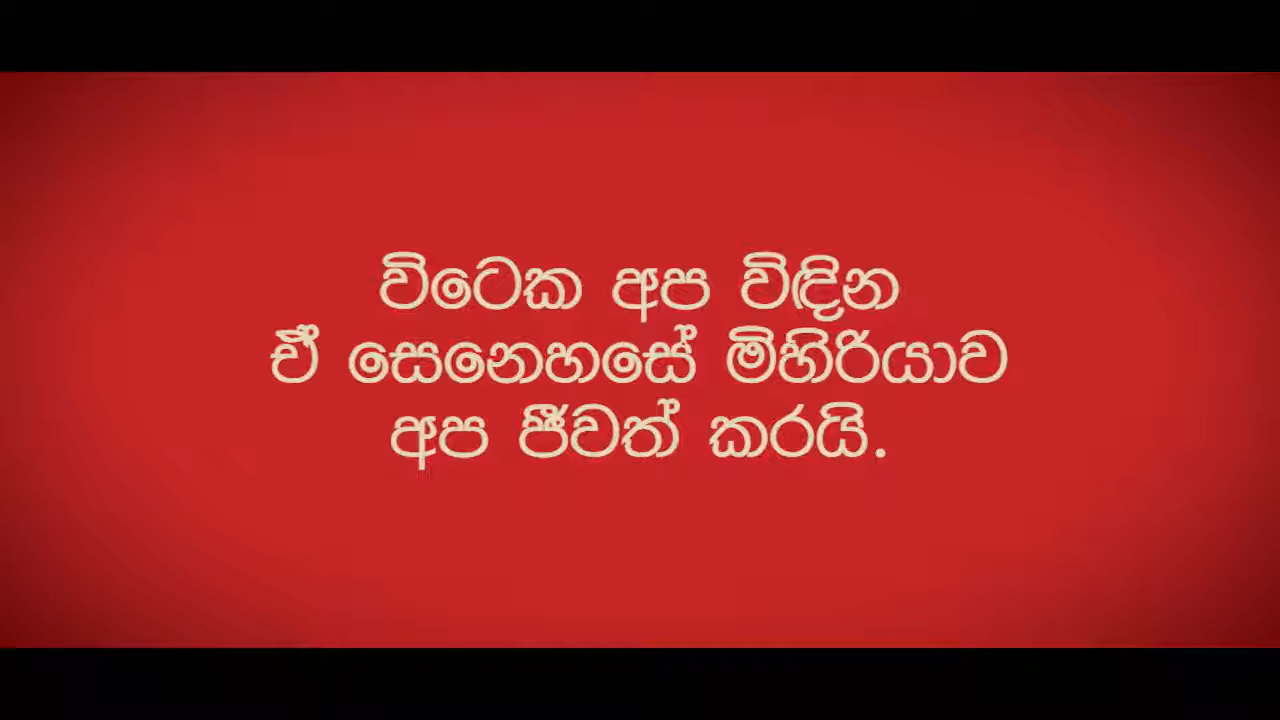 විටෙක අප විඳින
ඒ සෙනෙහසේ මිහිරියාව
අප ජීවත් කරයි.